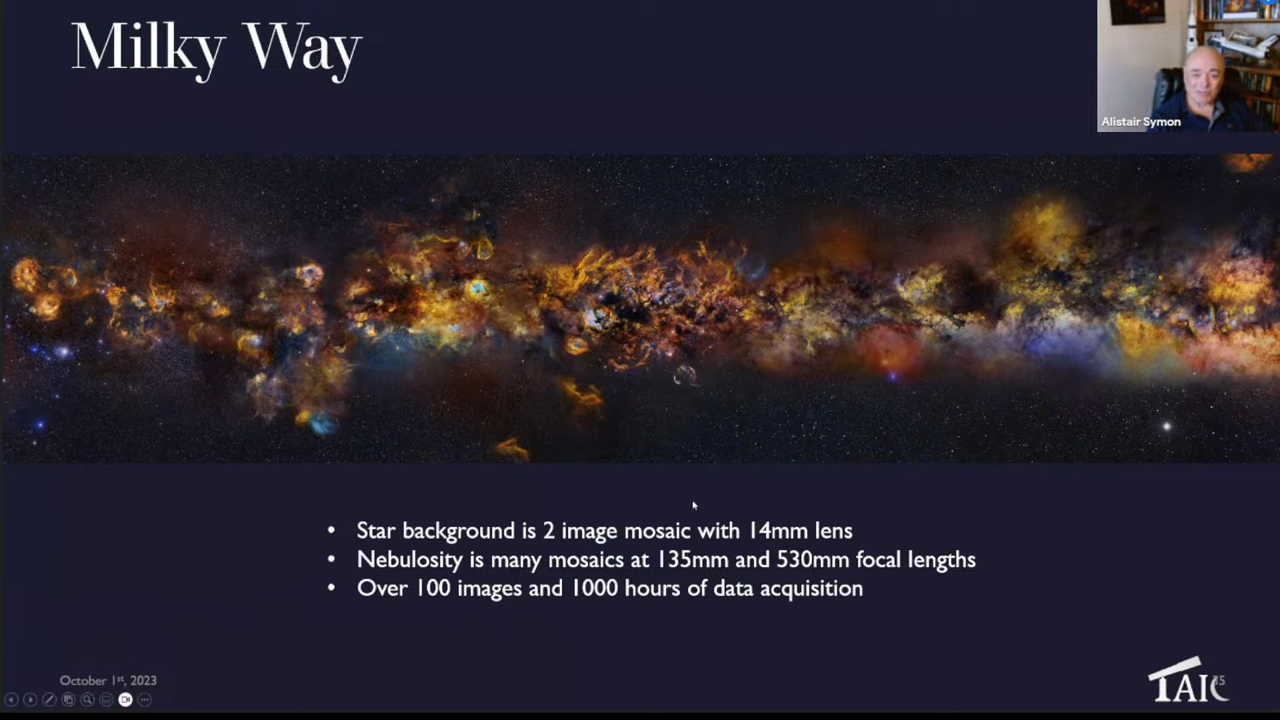 Milky Way
Alistair Symon
• Star background is 2 image mosaic with 14mm lens
• Nebulosity is many mosaics at 135mm and 530mm focal lengths
• Over 100 images and 1000 hours of data acquisition
October 1st, 2023
TAIC
15